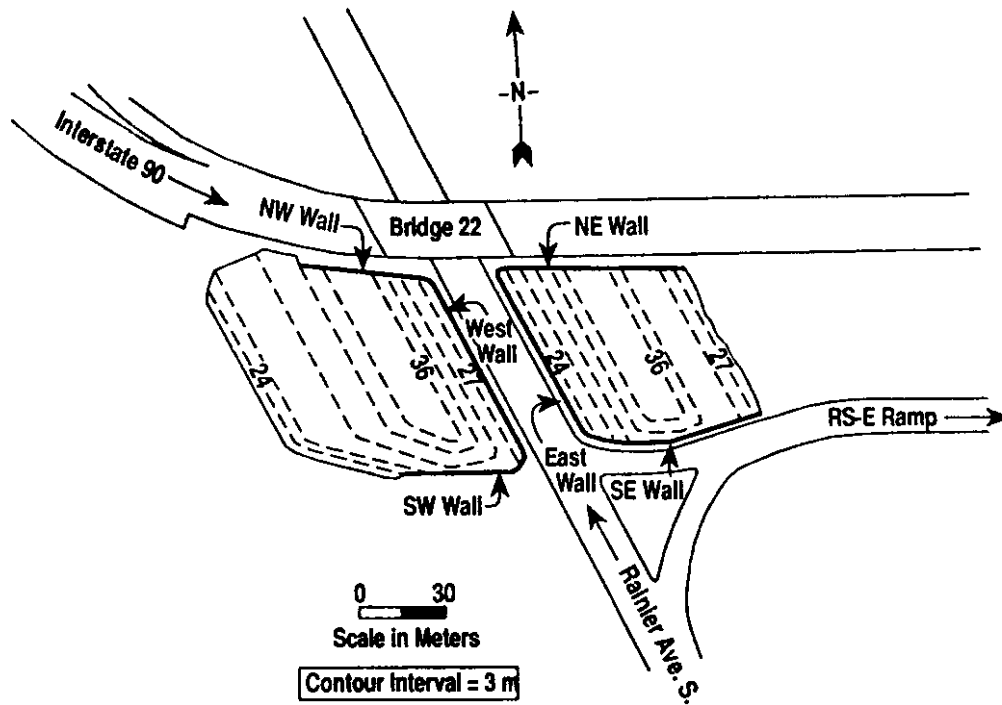 -N-
Interstate 90
NW Wall
Bridge 22
NE Wall
West
Wall
24
36
27
24
36
27
RS-E Ramp
East
Wall
SE Wall
SW Wall
Rainier Ave. S.
0 30
Scale in Meters
Contour Interval = 3 m